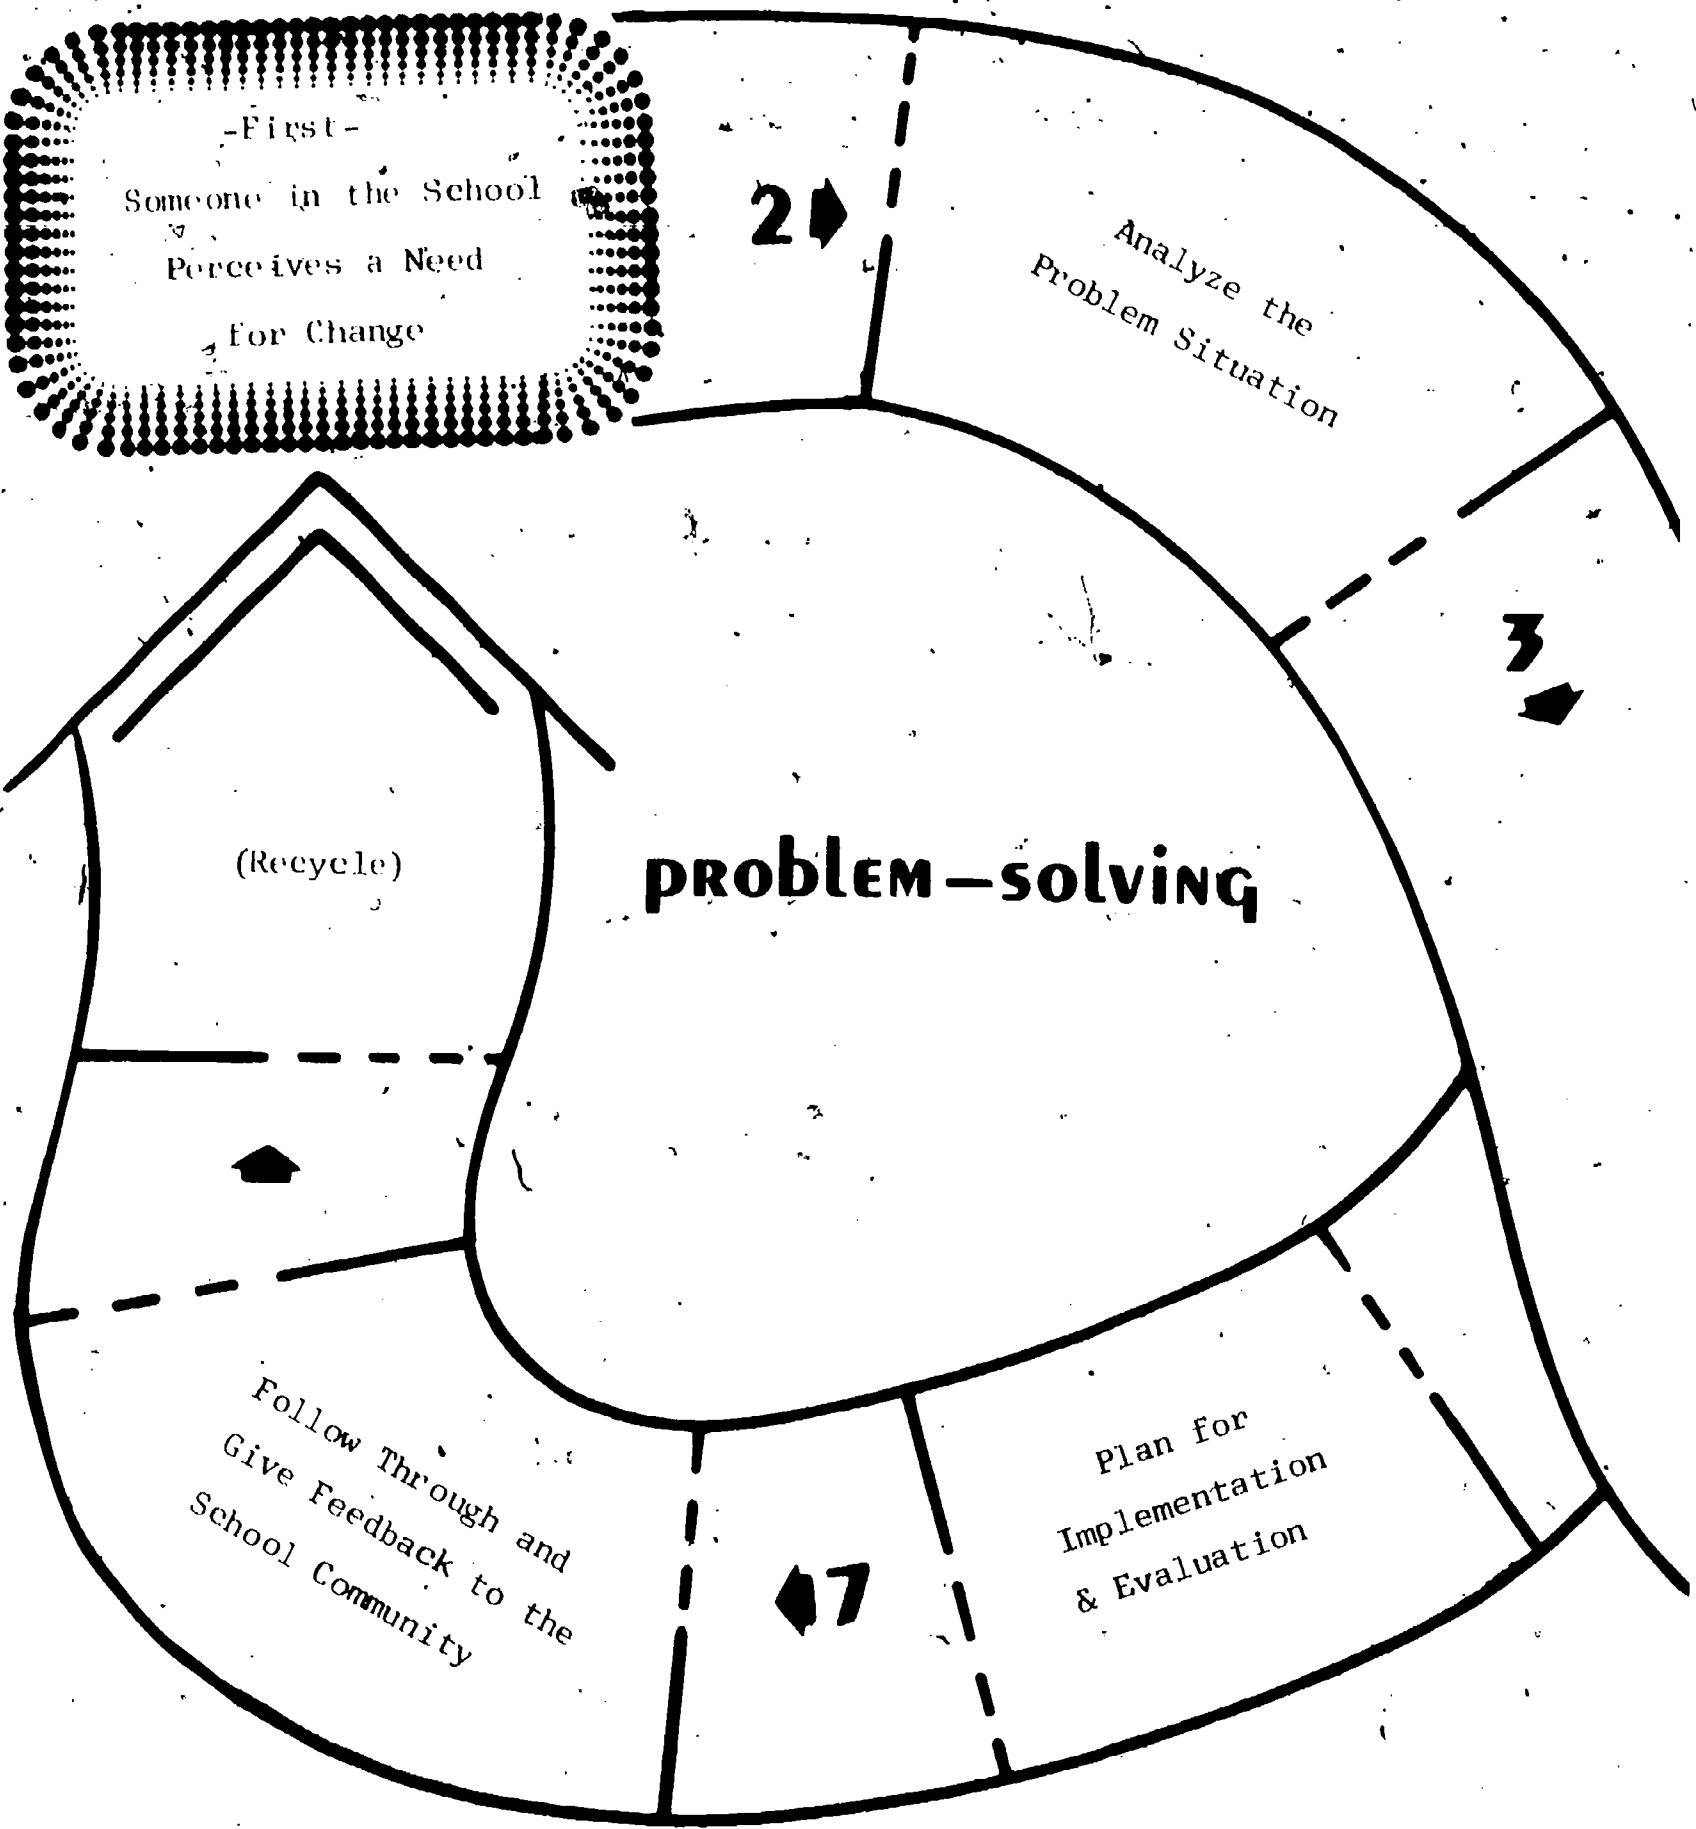 -First-
Someone in the School
Perceives a Need
for Change
2
Analyze the
Problem Situation
3
problem-solving
Plan for
Implementation
& Evaluation
7
Follow Through and
Give Feedback to the
School Community
(Recycle)